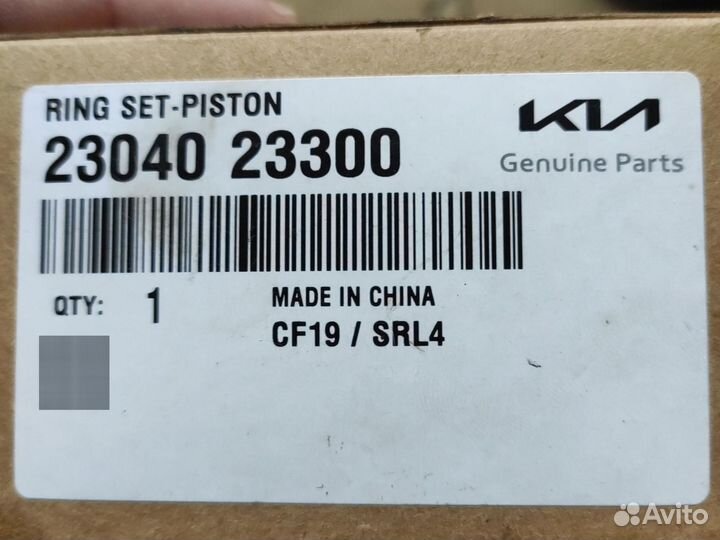 RING SET-PISTON
23040 23300
KIA
Genuine Parts
QTY: 1
MADE IN CHINA
CF19 / SRL4
Avito